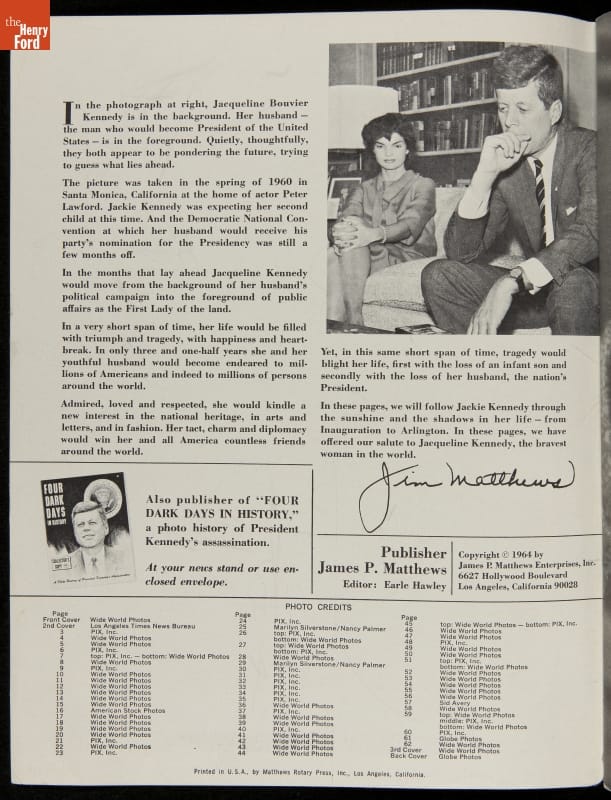 the
Henry
Ford
In the photograph at right, Jacqueline Bouvier
Kennedy is in the background. Her husband —
the man who would become President of the United
States — is in the foreground. Quietly, thoughtfully,
they both appear to be pondering the future, trying
to guess what lies ahead.
The picture was taken in the spring of 1960 in
Santa Monica, California at the home of actor Peter
Lawford. Jackie Kennedy was expecting her second
child at this time. And the Democratic National Con-
vention at which her husband would receive his
party's nomination for the Presidency was still a
few months off.
In the months that lay ahead Jacqueline Kennedy
would move from the background of her husband's
political campaign into the foreground of public
affairs as the First Lady of the land.
In a very short span of time, her life would be filled
with triumph and tragedy, with happiness and heart-
break. In only three and one-half years she and her
youthful husband would become endeared to mil-
lions of Americans and indeed to millions of persons
around the world.
Admired, loved and respected, she would kindle a
new interest in the national heritage, in arts and
letters, and in fashion. Her tact, charm and diplomacy
would win her and all America countless friends
around the world.
Yet, in this same short span of time, tragedy would
blight her life, first with the loss of an infant son and
secondly with the loss of her husband, the nation's
President.
In these pages, we will follow Jackie Kennedy through
the sunshine and the shadows in her life — from
Inauguration to Arlington. In these pages, we have
offered our salute to Jacqueline Kennedy, the bravest
woman in the world.
Jim Matthews
FOUR
DARK
DAYS
IN HISTORY
Also publisher of "FOUR
DARK DAYS IN HISTORY,"
a photo history of President
Kennedy's assassination.
At your news stand or use en-
closed envelope.
Publisher
James P. Matthews
Editor: Earle Hawley
Copyright © 1964 by
James P. Matthews Enterprises, Inc.
6627 Hollywood Boulevard
Los Angeles, California 90028
PHOTO CREDITS
Page
Front Cover Wide World Photos
2nd Cover Los Angeles Times News Bureau
3 PIX, Inc.
4 Wide World Photos
5 Wide World Photos
6 PIX, Inc.
7 top: PIX, Inc. — bottom: Wide World Photos
8 Wide World Photos
9 PIX, Inc.
10 Wide World Photos
11 Wide World Photos
12 Wide World Photos
13 Wide World Photos
14 Wide World Photos
15 Wide World Photos
16 American Stock Photos
17 Wide World Photos
18 Wide World Photos
19 Wide World Photos
20 Wide World Photos
21 PIX, Inc.
22 Wide World Photos
23 PIX, Inc.
Page
24 PIX, Inc.
25 Marilyn Silverstone/Nancy Palmer
26 top: PIX, Inc.
bottom: Wide World Photos
27 top: Wide World Photos
bottom: PIX, Inc.
28 Wide World Photos
29 Marilyn Silverstone/Nancy Palmer
30 PIX, Inc.
31 PIX, Inc.
32 PIX, Inc.
33 PIX, Inc.
34 PIX, Inc.
35 PIX, Inc.
36 Wide World Photos
37 PIX, Inc.
38 Wide World Photos
39 Wide World Photos
40 PIX, Inc.
41 Wide World Photos
42 Wide World Photos
43 Wide World Photos
44 Wide World Photos
Page
45 top: Wide World Photos — bottom: PIX, Inc.
46 Wide World Photos
47 Wide World Photos
48 PIX, Inc.
49 Wide World Photos
50 Wide World Photos
51 top: PIX, Inc.
bottom: Wide World Photos
52 Wide World Photos
53 Wide World Photos
54 Wide World Photos
55 Wide World Photos
56 Wide World Photos
57 Sid Avery
58 Wide World Photos
59 top: Wide World Photos
middle: PIX, Inc.
bottom: Wide World Photos
60 PIX, Inc.
61 Globe Photos
62 Wide World Photos
3rd Cover Wide World Photos
Back Cover Globe Photos
Printed in U.S.A., by Matthews Rotary Press, Inc., Los Angeles, California.